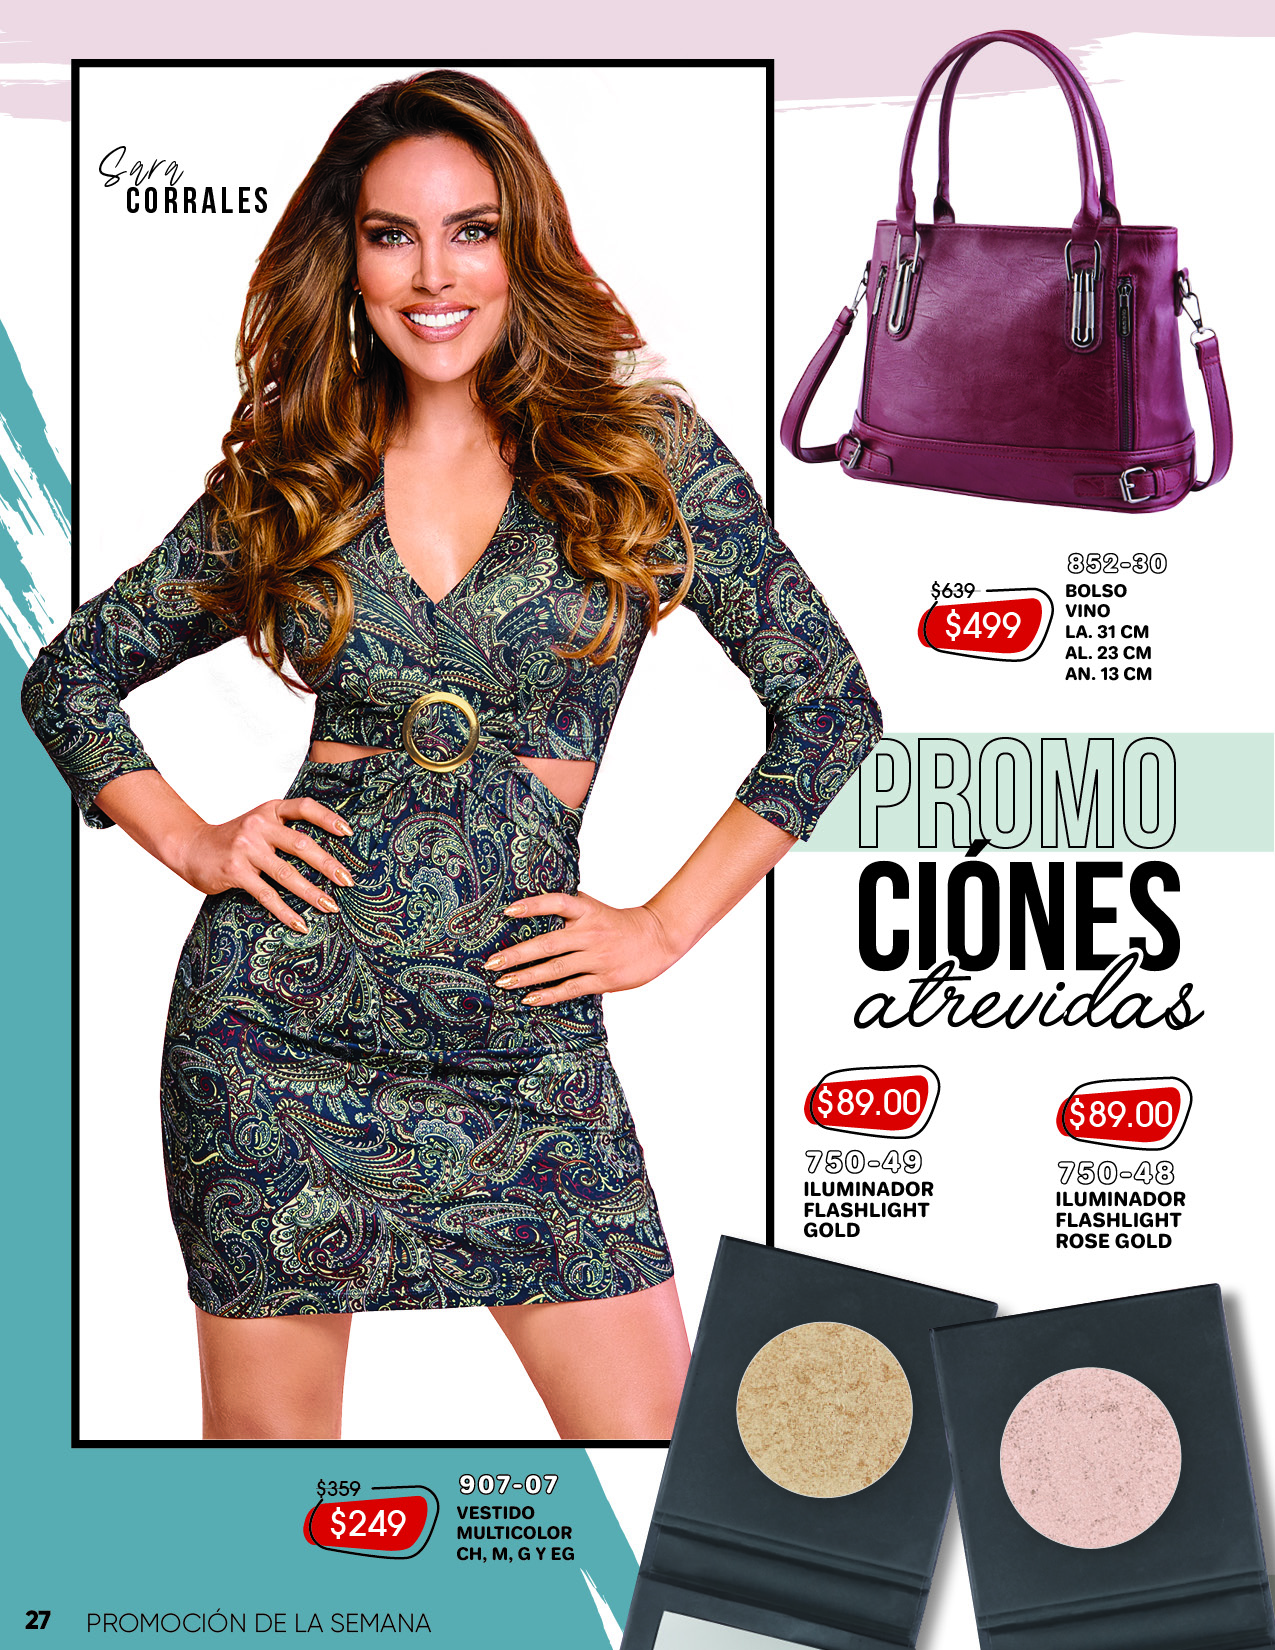 Sara
CORRALES
852-30
$639
$499
BOLSO
VINO
LA. 31 CM
AL. 23 CM
AN. 13 CM
PROMO
CIÓNES
atrevidas
$89.00
750-49
ILUMINADOR
FLASHLIGHT
GOLD
$89.00
750-48
ILUMINADOR
FLASHLIGHT
ROSE GOLD
$359
$249
907-07
VESTIDO
MULTICOLOR
CH, M, G Y EG
27 PROMOCIÓN DE LA SEMANA